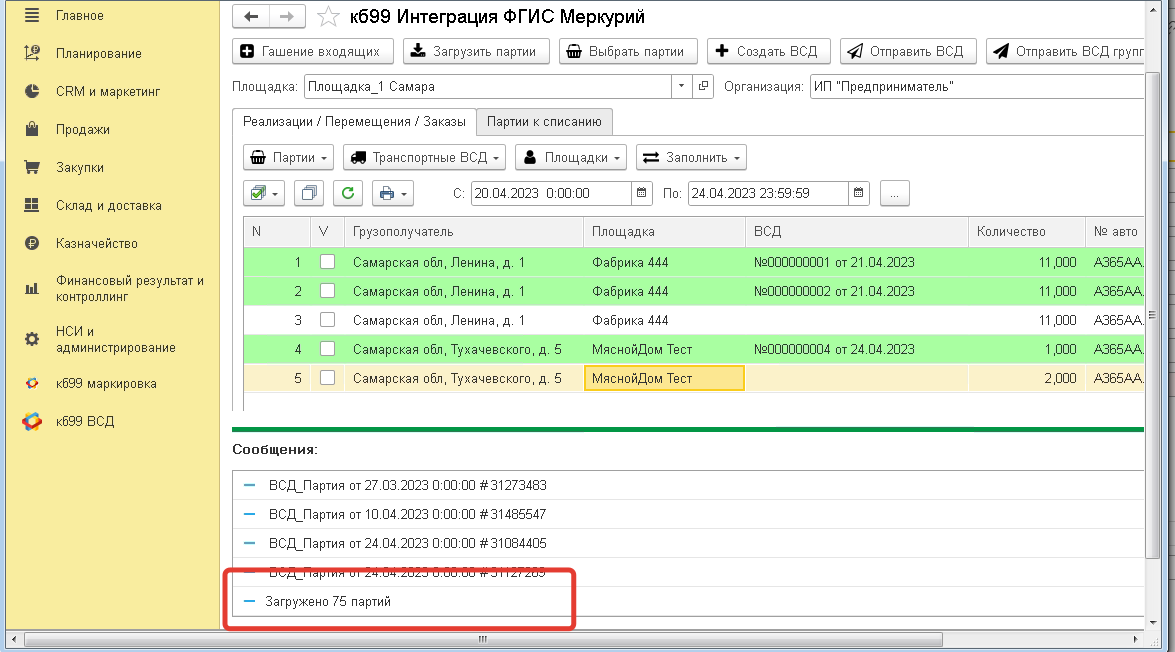 Главное
Планирование
CRM и маркетинг
Продажи
Закупки
Склад и доставка
Казначейство
Финансовый результат и
контроллинг
НСИ и
администрирование
кб99 маркировка
кб99 ВСД
кб99 Интеграция ФГИС Меркурий
Гашение входящих Загрузить партии Выбрать партии Создать ВСД Отправить ВСД Отправить ВСД групп
Площадка: Площадка_1 Самара Организация: ИП "Предприниматель"
Реализации / Перемещения / Заказы Партии к списанию
Партии Транспортные ВСД Площадки Заполнить
С: 20.04.2023 0:00:00 По: 24.04.2023 23:59:59 ...
N V Грузополучатель Площадка ВСД Количество № авто
1 Самарская обл, Ленина, д. 1 Фабрика 444 №000000001 от 21.04.2023 11,000 А365АА.
2 Самарская обл, Ленина, д. 1 Фабрика 444 №000000002 от 21.04.2023 11,000 А365АА.
3 Самарская обл, Ленина, д. 1 Фабрика 444 11,000 А365АА.
4 Самарская обл, Тухачевского, д. 5 МяснойДом Тест №000000004 от 24.04.2023 1,000 А365АА.
5 Самарская обл, Тухачевского, д. 5 МяснойДом Тест 2,000 А365АА.
Сообщения:
ВСД_Партия от 27.03.2023 0:00:00 #31273483
ВСД_Партия от 10.04.2023 0:00:00 #31485547
ВСД_Партия от 24.04.2023 0:00:00 #31084405
ВСД_Партия от 24.04.2023 0:00:00 #31127289
Загружено 75 партий